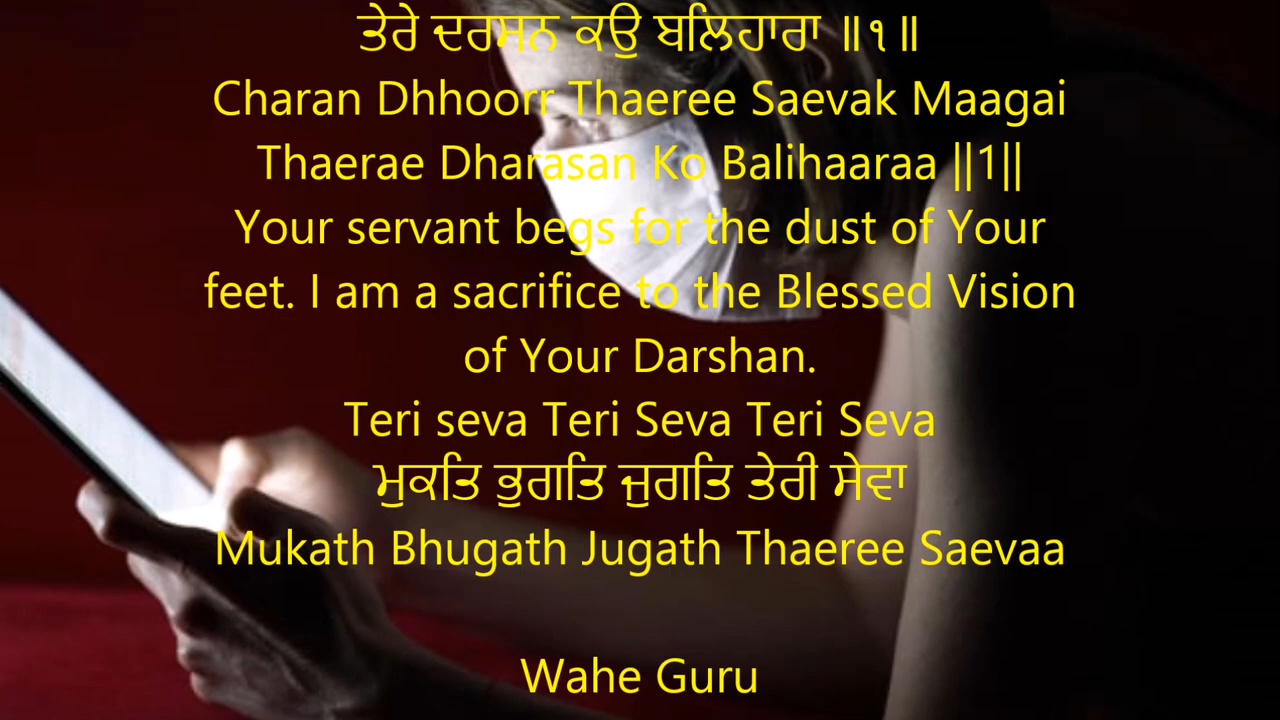 ਤੇਰੇ ਦਰਸਨ ਕਉ ਬਲਿਹਾਰਾ ॥੧॥
Charan Dhhoorr Thaeree Saevak Maagai
Thaerae Dharasan Ko Balihaaraa ||1||
Your servant begs for the dust of Your
feet. I am a sacrifice to the Blessed Vision
of Your Darshan.
Teri seva Teri Seva Teri Seva
ਮੁਕਤਿ ਭੁਗਤਿ ਜੁਗਤਿ ਤੇਰੀ ਸੇਵਾ
Mukath Bhugath Jugath Thaeree Saevaa
Wahe Guru